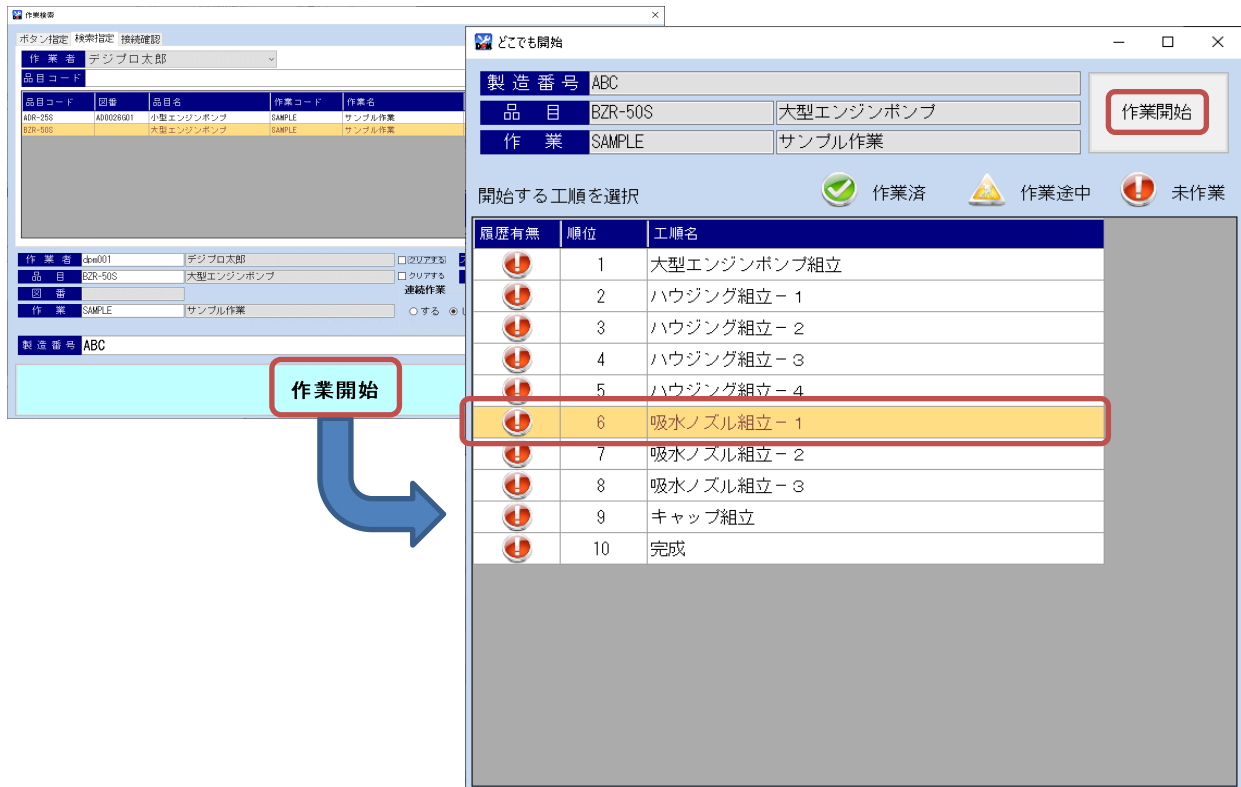 作業検索
ボタン指定 検索指定 接続確認
作業者 デジプロ太郎
品目コード
品目コード 図番 品目名 作業コード 作業名
ADR-25S AD0026G01 小型エンジンポンプ SAMPLE サンプル作業
BZR-50S 大型エンジンポンプ SAMPLE サンプル作業
作業者 dpm001 デジプロ太郎 クリアする
品目 BZR-50S 大型エンジンポンプ クリアする
図番 連続作業
作業 SAMPLE サンプル作業 する
製造番号 ABC
作業開始
どこでも開始
製造番号 ABC
品目 BZR-50S 大型エンジンポンプ
作業 SAMPLE サンプル作業
作業開始
開始する工順を選択 作業済 作業途中 未作業
履歴有無 順位 工順名
1 大型エンジンポンプ組立
2 ハウジング組立－１
3 ハウジング組立－２
4 ハウジング組立－３
5 ハウジング組立－４
6 吸水ノズル組立－１
7 吸水ノズル組立－２
8 吸水ノズル組立－３
9 キャップ組立
10 完成